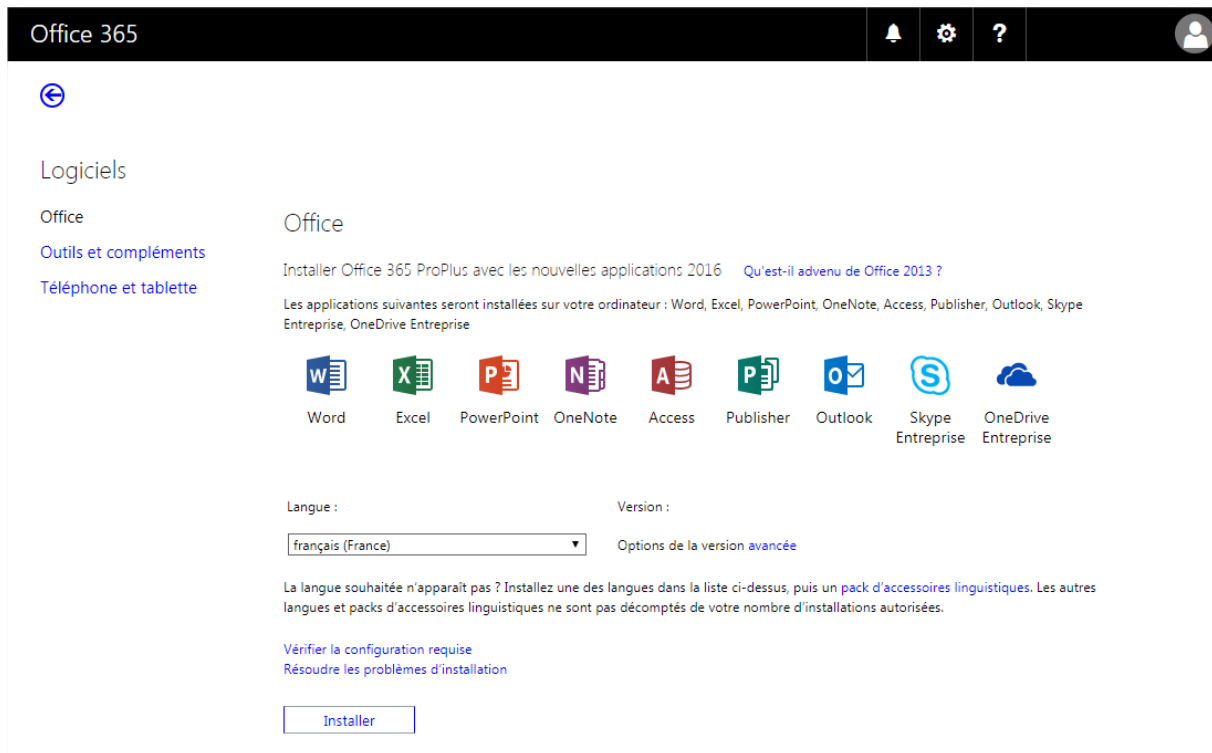 Office 365
?
Logiciels
Office
Outils et compléments
Téléphone et tablette
Office
Installer Office 365 ProPlus avec les nouvelles applications 2016 Qu'est-il advenu de Office 2013 ?
Les applications suivantes seront installées sur votre ordinateur : Word, Excel, PowerPoint, OneNote, Access, Publisher, Outlook, Skype
Entreprise, OneDrive Entreprise
Word Excel PowerPoint OneNote Access Publisher Outlook Skype Entreprise OneDrive Entreprise
Langue : Version :
français (France) Options de la version avancée
La langue souhaitée n'apparaît pas ? Installez une des langues dans la liste ci-dessus, puis un pack d'accessoires linguistiques. Les autres
langues et packs d'accessoires linguistiques ne sont pas décomptés de votre nombre d'installations autorisées.
Vérifier la configuration requise
Résoudre les problèmes d'installation
Installer